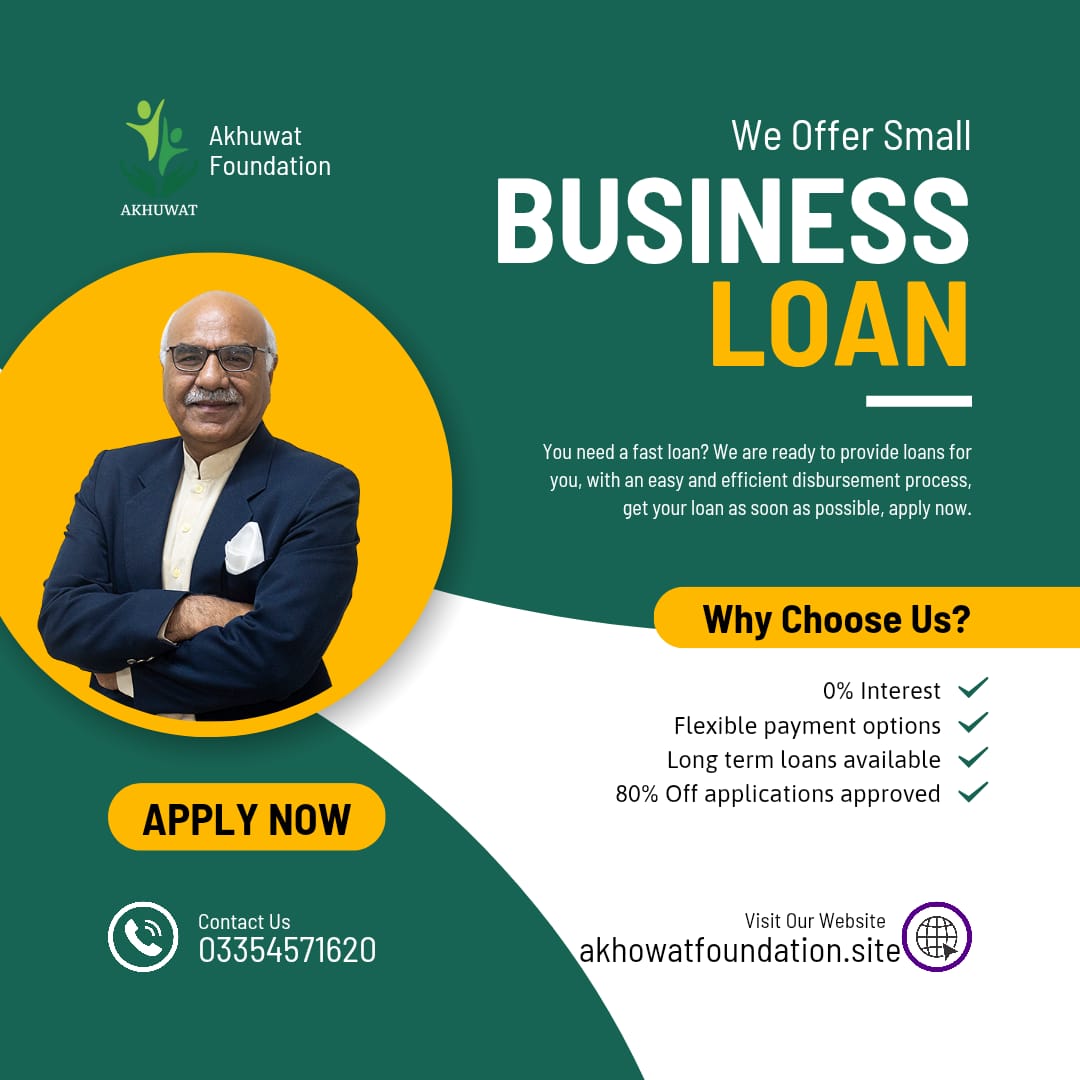 Akhuwat
Foundation
AKHUWAT
We Offer Small
BUSINESS
LOAN
You need a fast loan? We are ready to provide loans for
you, with an easy and efficient disbursement process,
get your loan as soon as possible, apply now.
Why Choose Us?
0% Interest
Flexible payment options
Long term loans available
80% Off applications approved
APPLY NOW
Contact Us
03354571620
Visit Our Website
akhowatfoundation.site